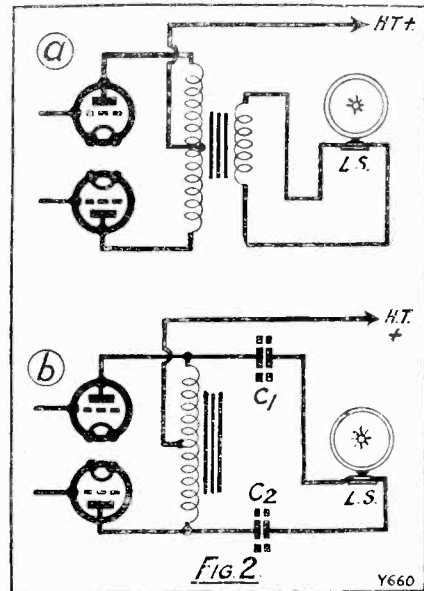 a
HT+
L.S.
b
H.T.
+
C1
C2
L.S.
FIG. 2.
Y660